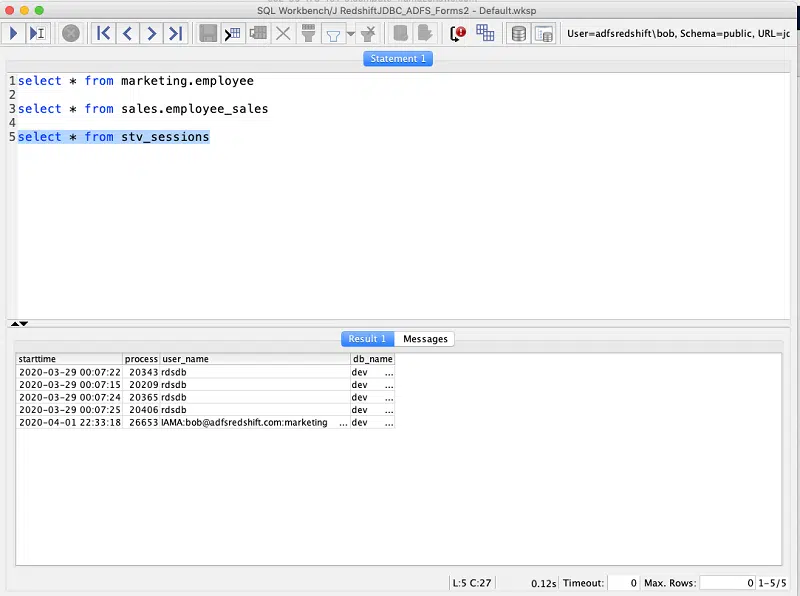 SQL Workbench/J RedshiftJDBC_ADFS_Forms2 - Default.wksp
User=adfsredshift\bob, Schema=public, URL=jc
Statement 1
1 select * from marketing.employee
2
3 select * from sales.employee_sales
4
5 select * from stv_sessions
Result 1 Messages
starttime process user_name db_name
2020-03-29 00:07:22 20343 rdsdb dev ...
2020-03-29 00:07:15 20209 rdsdb dev ...
2020-03-29 00:07:24 20365 rdsdb dev ...
2020-03-29 00:07:25 20406 rdsdb dev ...
2020-04-01 22:33:18 26653 IAMA:bob@adfsredshift.com:marketing ... dev ...
L:5 C:27 0.12s Timeout: 0 Max. Rows: 0 1-5/5